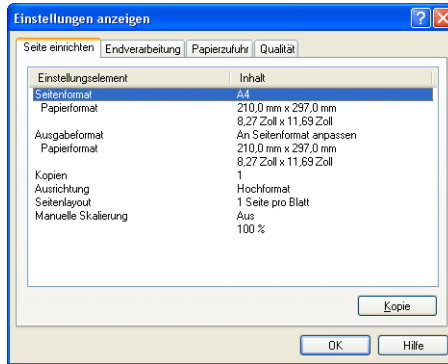 Einstellungen anzeigen
Seite einrichten Endverarbeitung Papierzufuhr Qualität
Einstellungselement Inhalt
Seitenformat A4
Papierformat 210,0 mm x 297,0 mm
8,27 Zoll x 11,69 Zoll
Ausgabeformat An Seitenformat anpassen
Papierformat 210,0 mm x 297,0 mm
8,27 Zoll x 11,69 Zoll
Kopien 1
Ausrichtung Hochformat
Seitenlayout 1 Seite pro Blatt
Manuelle Skalierung Aus
100 %
Kopie
OK Hilfe